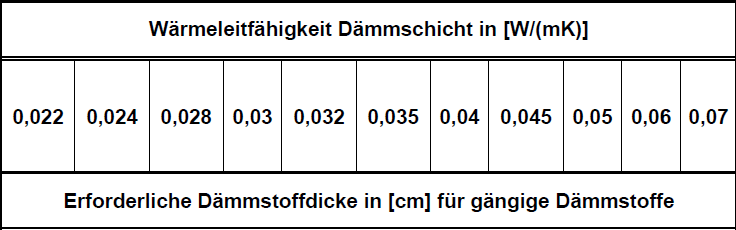 Wärmeleitfähigkeit Dämmschicht in [W/(mK)]
0,022 0,024 0,028 0,03 0,032 0,035 0,04 0,045 0,05 0,06 0,07
Erforderliche Dämmstoffdicke in [cm] für gängige Dämmstoffe